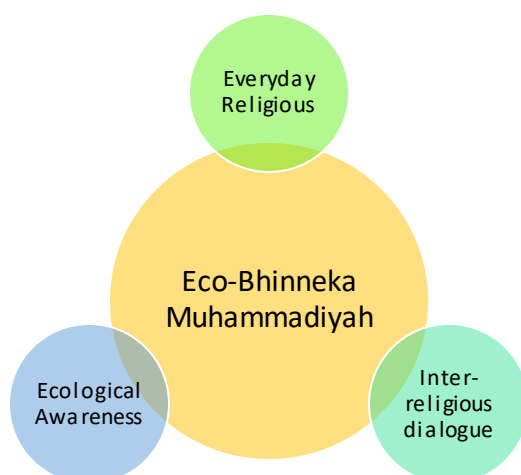 Everyday
Religious
Eco-Bhinneka
Muhammadiyah
Ecological
Awareness
Inter-
religious
dialogue